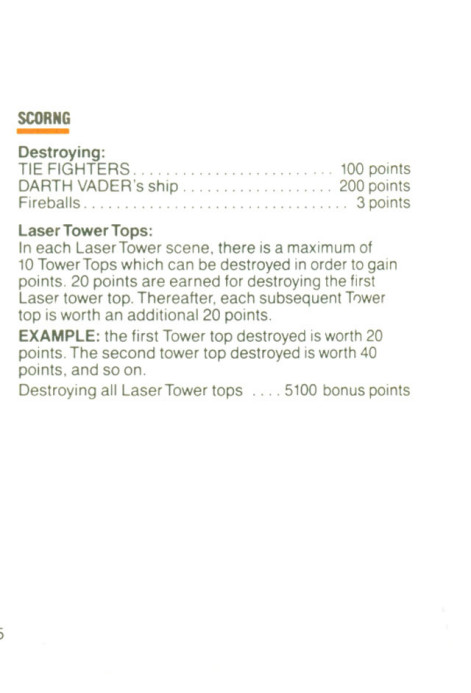 SCORNG
Destroying:
TIE FIGHTERS......................... 100 points
DARTH VADER's ship ................... 200 points
Fireballs................................. 3 points
Laser Tower Tops:
In each Laser Tower scene, there is a maximum of
10 Tower Tops which can be destroyed in order to gain
points. 20 points are earned for destroying the first
Laser tower top. Thereafter, each subsequent Tower
top is worth an additional 20 points.
EXAMPLE: the first Tower top destroyed is worth 20
points. The second tower top destroyed is worth 40
points, and so on.
Destroying all Laser Tower tops .... 5100 bonus points